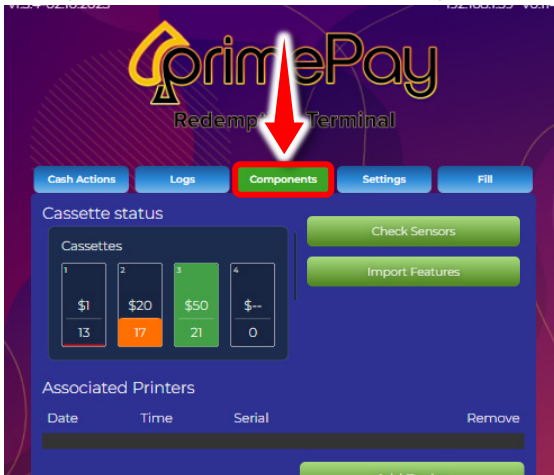 primePay
Redemption Terminal
Cash Actions Logs Components Settings Fill
Cassette status
Check Sensors
Cassettes
Import Features
1 2 3 4
$1 $20 $50 $--
13 17 21 0
Associated Printers
Date Time Serial Remove